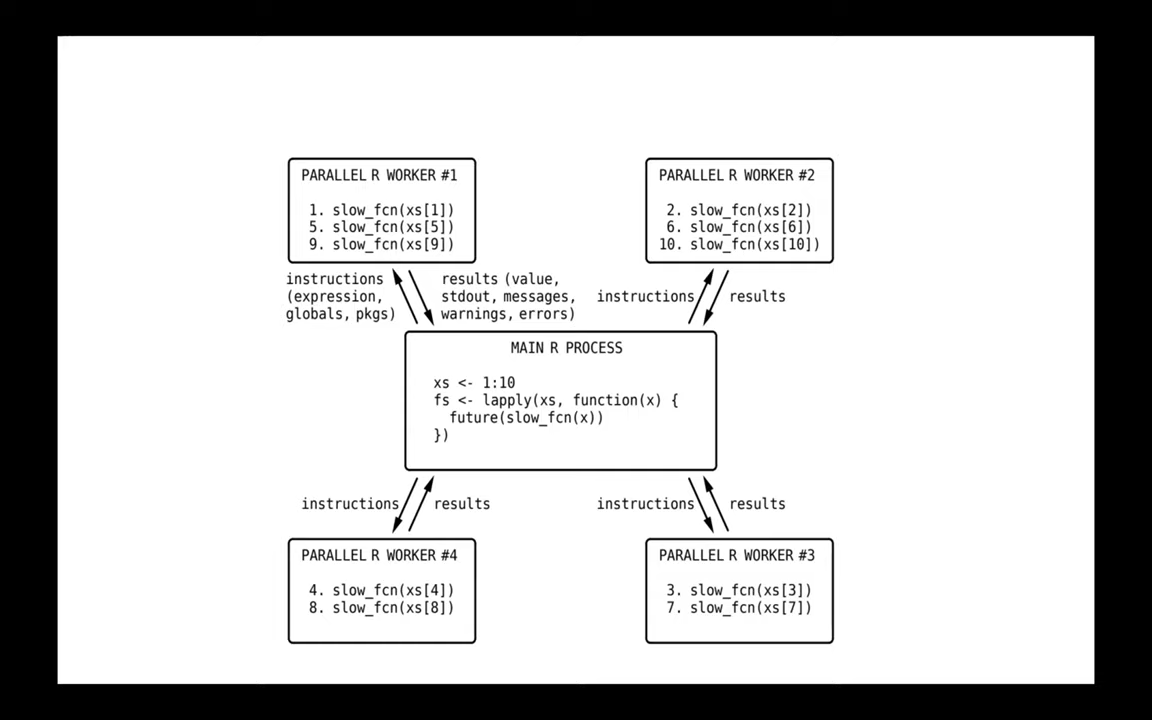 PARALLEL R WORKER #1
1. slow_fcn(xs[1])
5. slow_fcn(xs[5])
9. slow_fcn(xs[9])
PARALLEL R WORKER #2
2. slow_fcn(xs[2])
6. slow_fcn(xs[6])
10. slow_fcn(xs[10])
instructions
(expression,
globals, pkgs)
results (value,
stdout, messages,
warnings, errors)
instructions
results
MAIN R PROCESS
xs <- 1:10
fs <- lapply(xs, function(x) {
  future(slow_fcn(x))
})
instructions
results
instructions
results
PARALLEL R WORKER #4
4. slow_fcn(xs[4])
8. slow_fcn(xs[8])
PARALLEL R WORKER #3
3. slow_fcn(xs[3])
7. slow_fcn(xs[7])